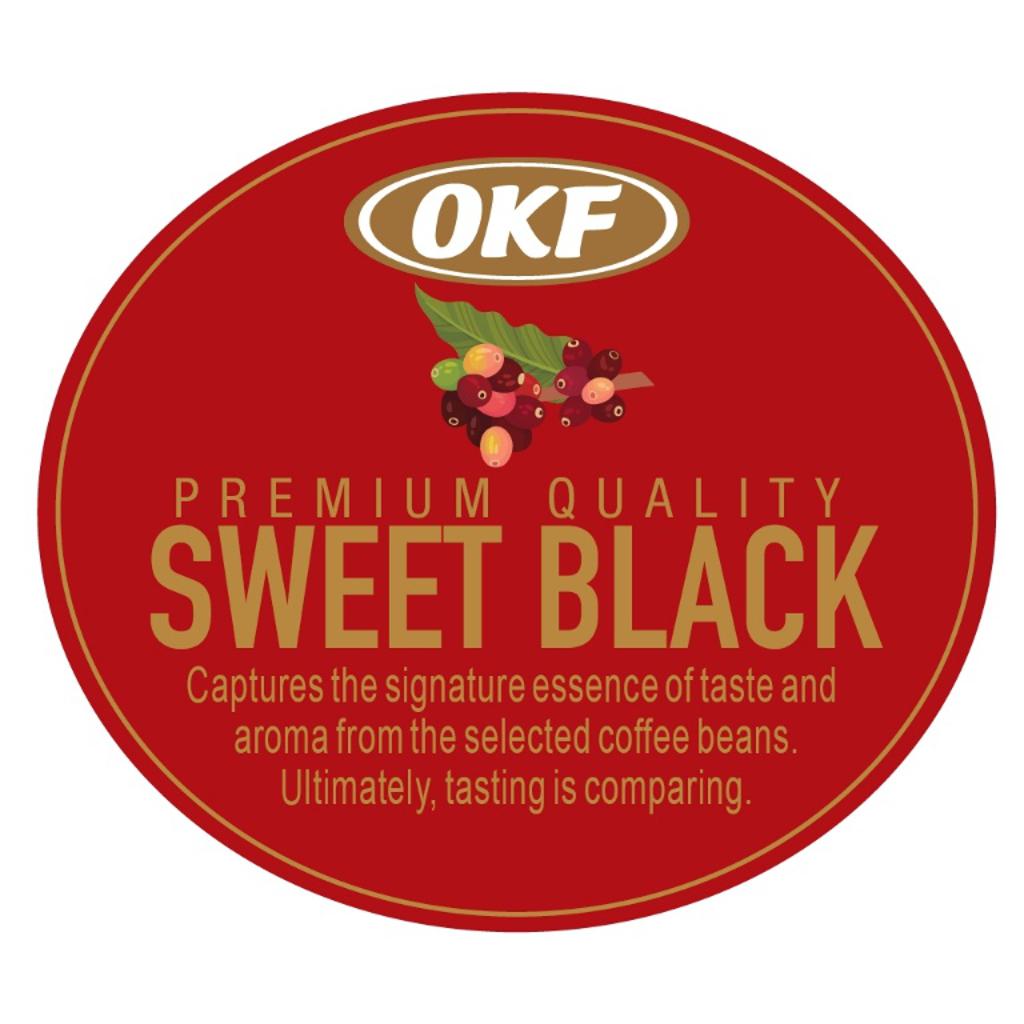 OKF
PREMIUM QUALITY
SWEET BLACK
Captures the signature essence of taste and
aroma from the selected coffee beans.
Ultimately, tasting is comparing.